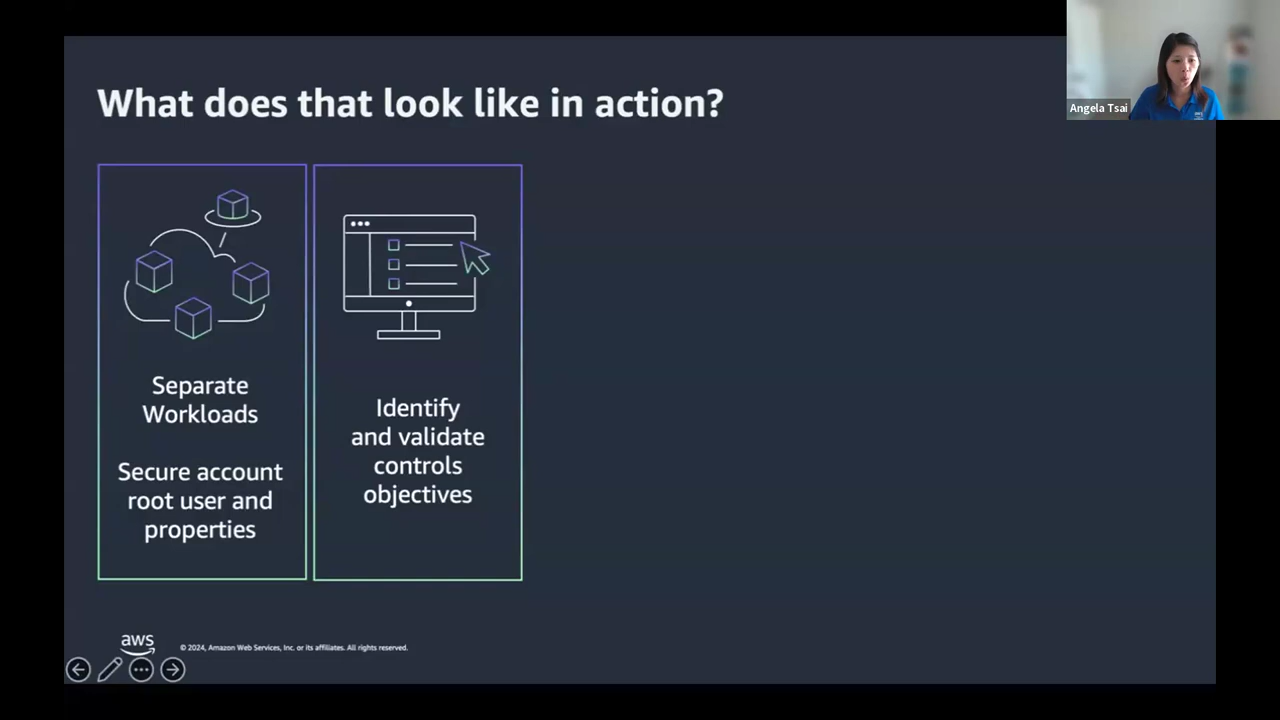 What does that look like in action?
Angela Tsai
aws
Separate
Workloads
Secure account
root user and
properties
Identify
and validate
controls
objectives
aws
© 2024, Amazon Web Services, Inc. or its affiliates. All rights reserved.